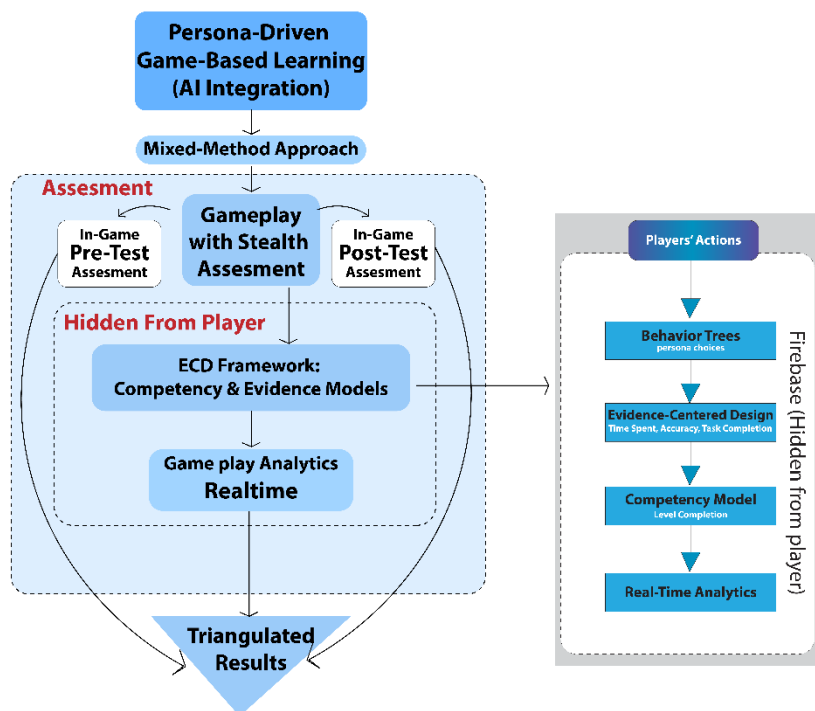 Persona-Driven
Game-Based Learning
(AI Integration)
Mixed-Method Approach
Assesment
Gameplay
with Stealth
Assesment
In-Game
Pre-Test
Assesment
In-Game
Post-Test
Assesment
Hidden From Player
ECD Framework:
Competency & Evidence Models
Game play Analytics
Realtime
Triangulated
Results
Players' Actions
Behavior Trees
persona choices
Evidence-Centered Design
Time Spent, Accuracy, Task Completion
Competency Model
Level Completion
Real-Time Analytics
Firebase (Hidden from player)